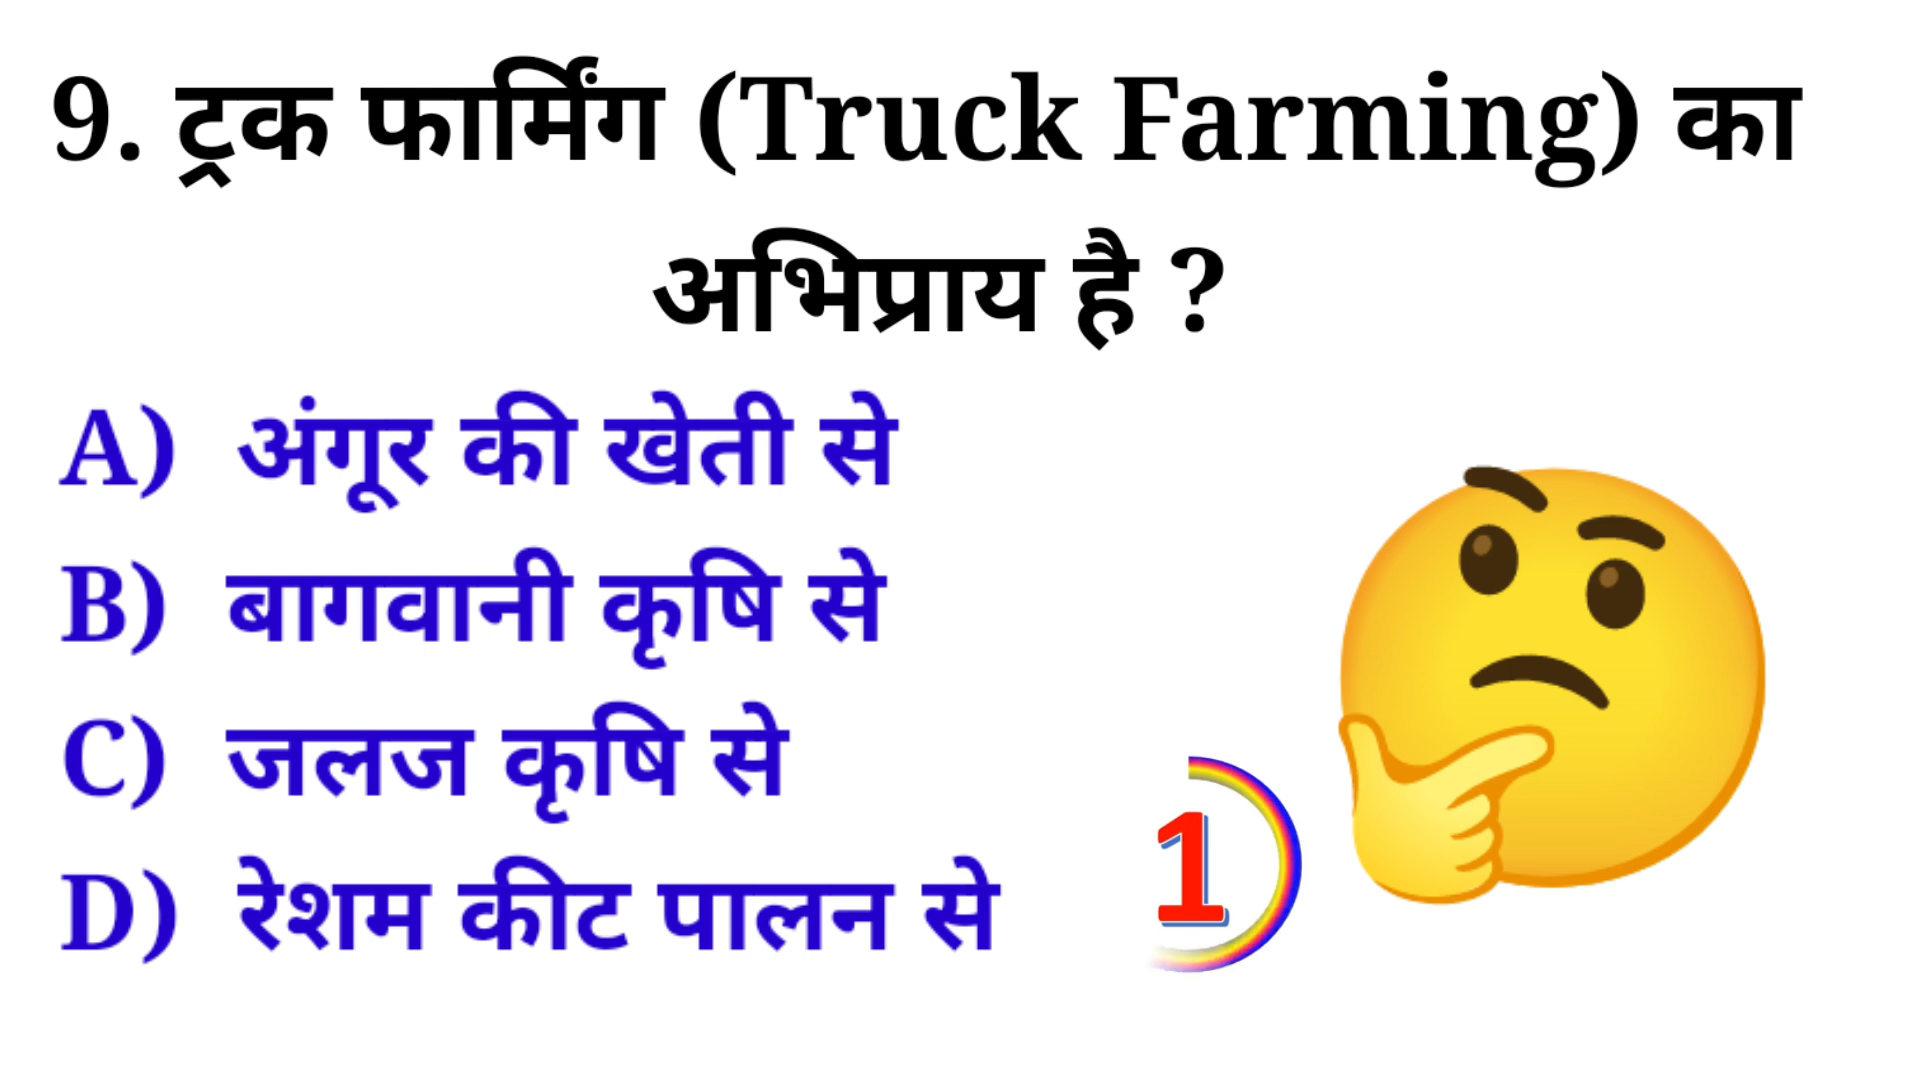 9. ट्रक फार्मिंग (Truck Farming) का
अभिप्राय है ?
A) अंगूर की खेती से
B) बागवानी कृषि से
C) जलज कृषि से
D) रेशम कीट पालन से
1